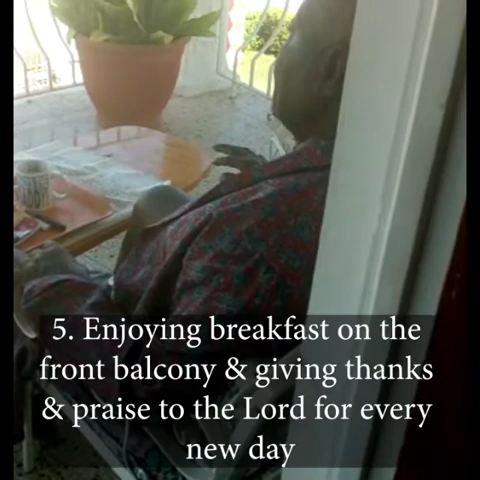 5. Enjoying breakfast on the
front balcony & giving thanks
& praise to the Lord for every
new day